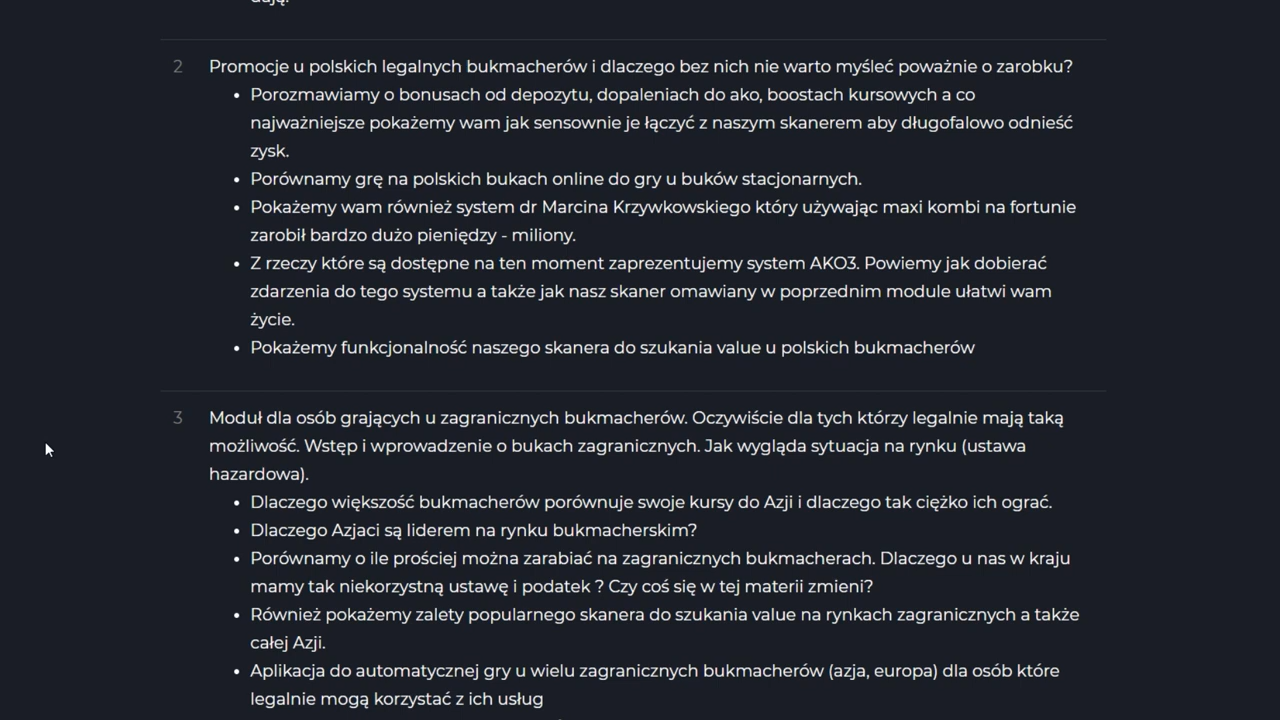 dują.
2 Promocje u polskich legalnych bukmacherów i dlaczego bez nich nie warto myśleć poważnie o zarobku?
• Porozmawiamy o bonusach od depozytu, dopaleniach do ako, boostach kursowych a co
najważniejsze pokażemy wam jak sensownie je łączyć z naszym skanerem aby długofalowo odnieść
zysk.
• Porównamy grę na polskich bukach online do gry u buków stacjonarnych.
• Pokażemy wam również system dr Marcina Krzywkowskiego który używając maxi kombi na fortunie
zarobił bardzo dużo pieniędzy - miliony.
• Z rzeczy które są dostępne na ten moment zaprezentujemy system AKO3. Powiemy jak dobierać
zdarzenia do tego systemu a także jak nasz skaner omawiany w poprzednim module ułatwi wam
życie.
• Pokażemy funkcjonalność naszego skanera do szukania value u polskich bukmacherów
3 Moduł dla osób grających u zagranicznych bukmacherów. Oczywiście dla tych którzy legalnie mają taką
możliwość. Wstęp i wprowadzenie o bukach zagranicznych. Jak wygląda sytuacja na rynku (ustawa
hazardowa).
• Dlaczego większość bukmacherów porównuje swoje kursy do Azji i dlaczego tak ciężko ich ograć.
• Dlaczego Azjaci są liderem na rynku bukmacherskim?
• Porównamy o ile prościej można zarabiać na zagranicznych bukmacherach. Dlaczego u nas w kraju
mamy tak niekorzystną ustawę i podatek ? Czy coś się w tej materii zmieni?
• Również pokażemy zalety popularnego skanera do szukania value na rynkach zagranicznych a także
całej Azji.
• Aplikacja do automatycznej gry u wielu zagranicznych bukmacherów (azja, europa) dla osób które
legalnie mogą korzystać z ich usług